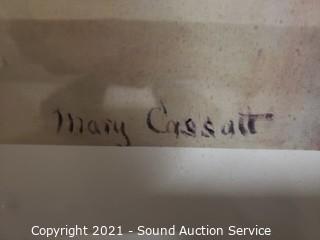 Mary Cassatt
Copyright 2021 - Sound Auction Service